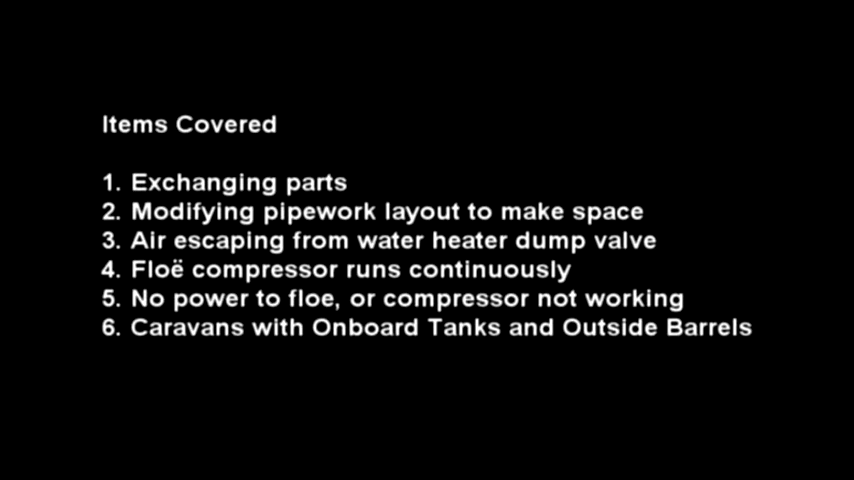 Items Covered
1. Exchanging parts
2. Modifying pipework layout to make space
3. Air escaping from water heater dump valve
4. Floë compressor runs continuously
5. No power to floe, or compressor not working
6. Caravans with Onboard Tanks and Outside Barrels